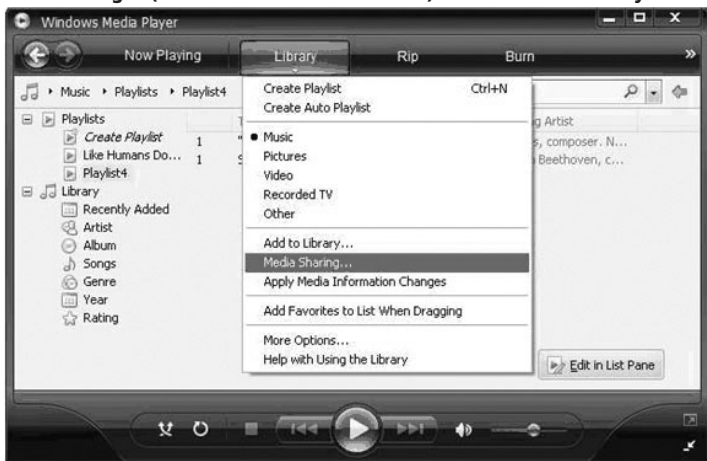 Windows Media Player
Now Playing
Library
Rip
Burn
»
Music
Playlists
Playlist4
Create Playlist Ctrl+N
Create Auto Playlist
Music
Pictures
Video
Recorded TV
Other
Add to Library...
Media Sharing...
Apply Media Information Changes
Add Favorites to List When Dragging
More Options...
Help with Using the Library
Playlists
Create Playlist
Like Humans Do...
Playlist4
Library
Recently Added
Artist
Album
Songs
Genre
Year
Rating
1
1
g Artist
s, composer. N...
Beethoven, c...
Edit in List Pane